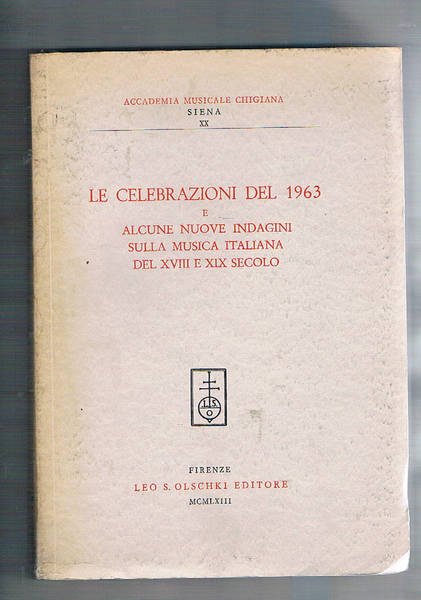 ACCADEMIA MUSICALE CHIGIANA
SIENA
XX
LE CELEBRAZIONI DEL 1963
E
ALCUNE NUOVE INDAGINI
SULLA MUSICA ITALIANA
DEL XVIII E XIX SECOLO
L S
O
FIRENZE
LEO S. OLSCHKI EDITORE
MCMLXIII